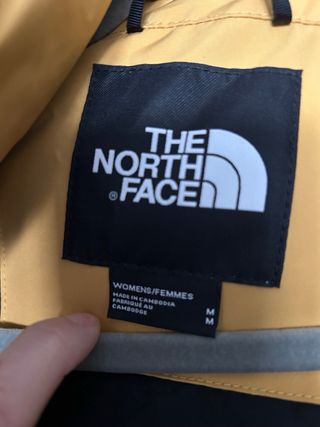 THE
NORTH
FACE
®
WOMENS/FEMMES
MADE IN CAMBODIA M
FABRIQUÉ AU M
CAMBODGE